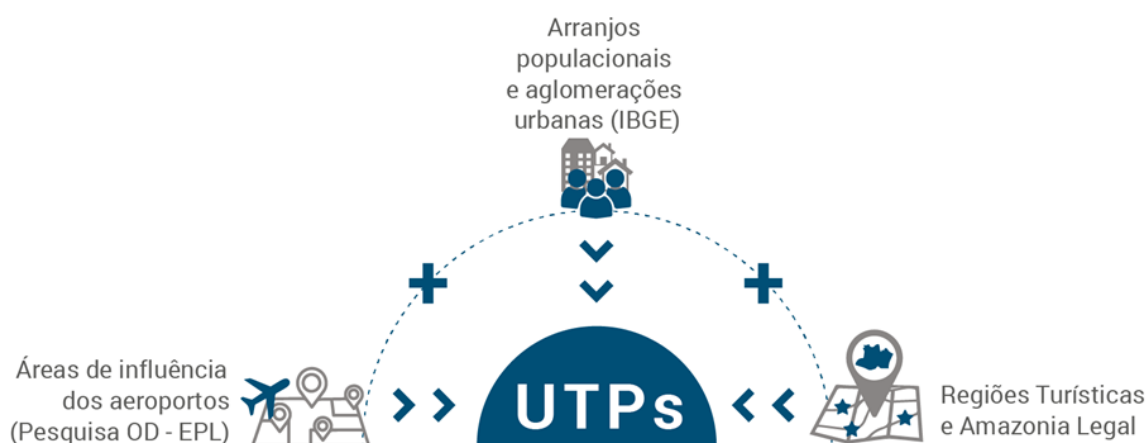 Arranjos
populacionais
e aglomerações
urbanas (IBGE)
Áreas de influência
dos aeroportos
(Pesquisa OD - EPL)
UTPs
Regiões Turísticas
e Amazonia Legal